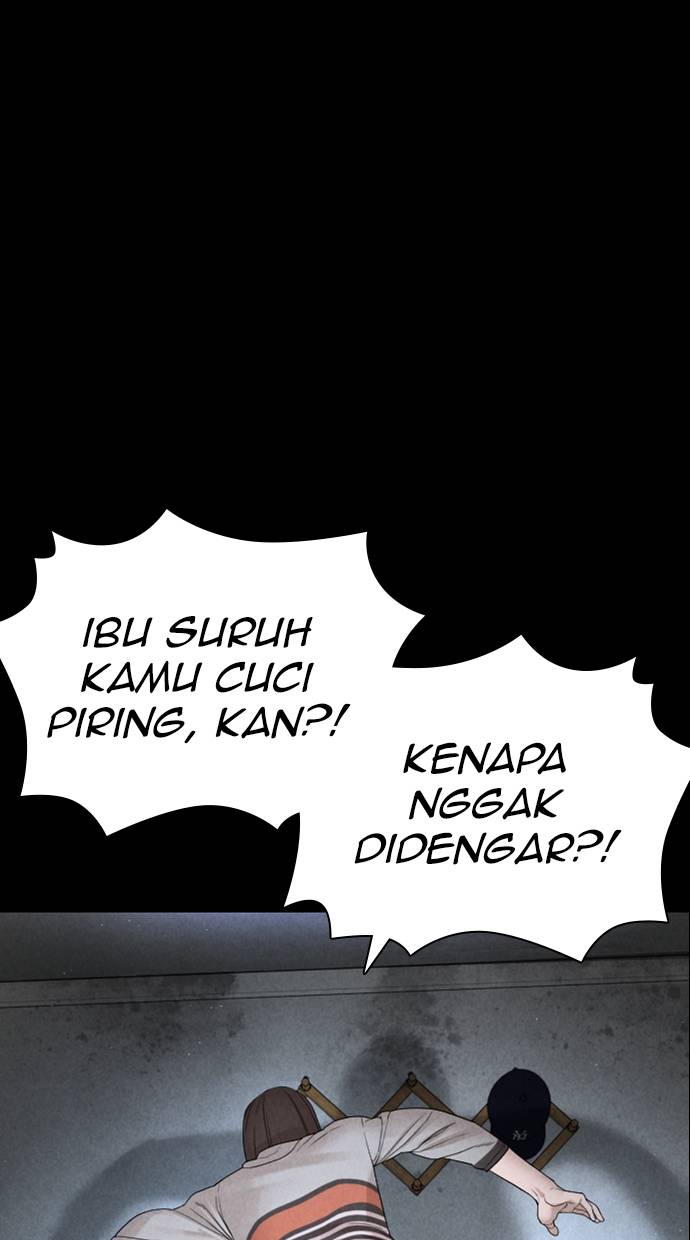 IBU SURUH
KAMU CUCI
PIRING, KAN?!
KENAPA
NGGAK
DIDENGAR?!